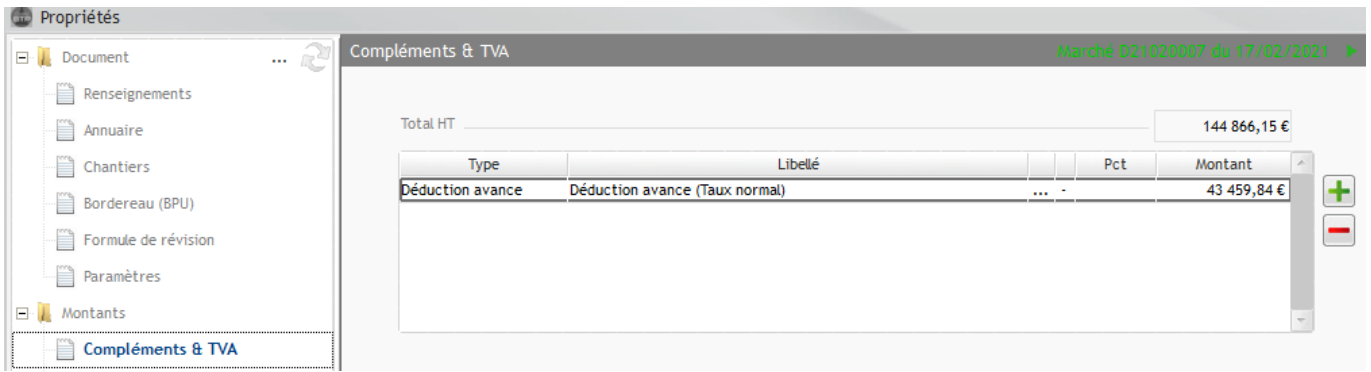 Propriétés
Document ...
Renseignements
Annuaire
Chantiers
Bordereau (BPU)
Formule de révision
Paramètres
Montants
Compléments & TVA
Compléments & TVA Marché D21020007 du 17/02/2021
Total HT 144 866,15 €
Type Libellé Pct Montant
Déduction avance Déduction avance (Taux normal) ... - 43 459,84 €